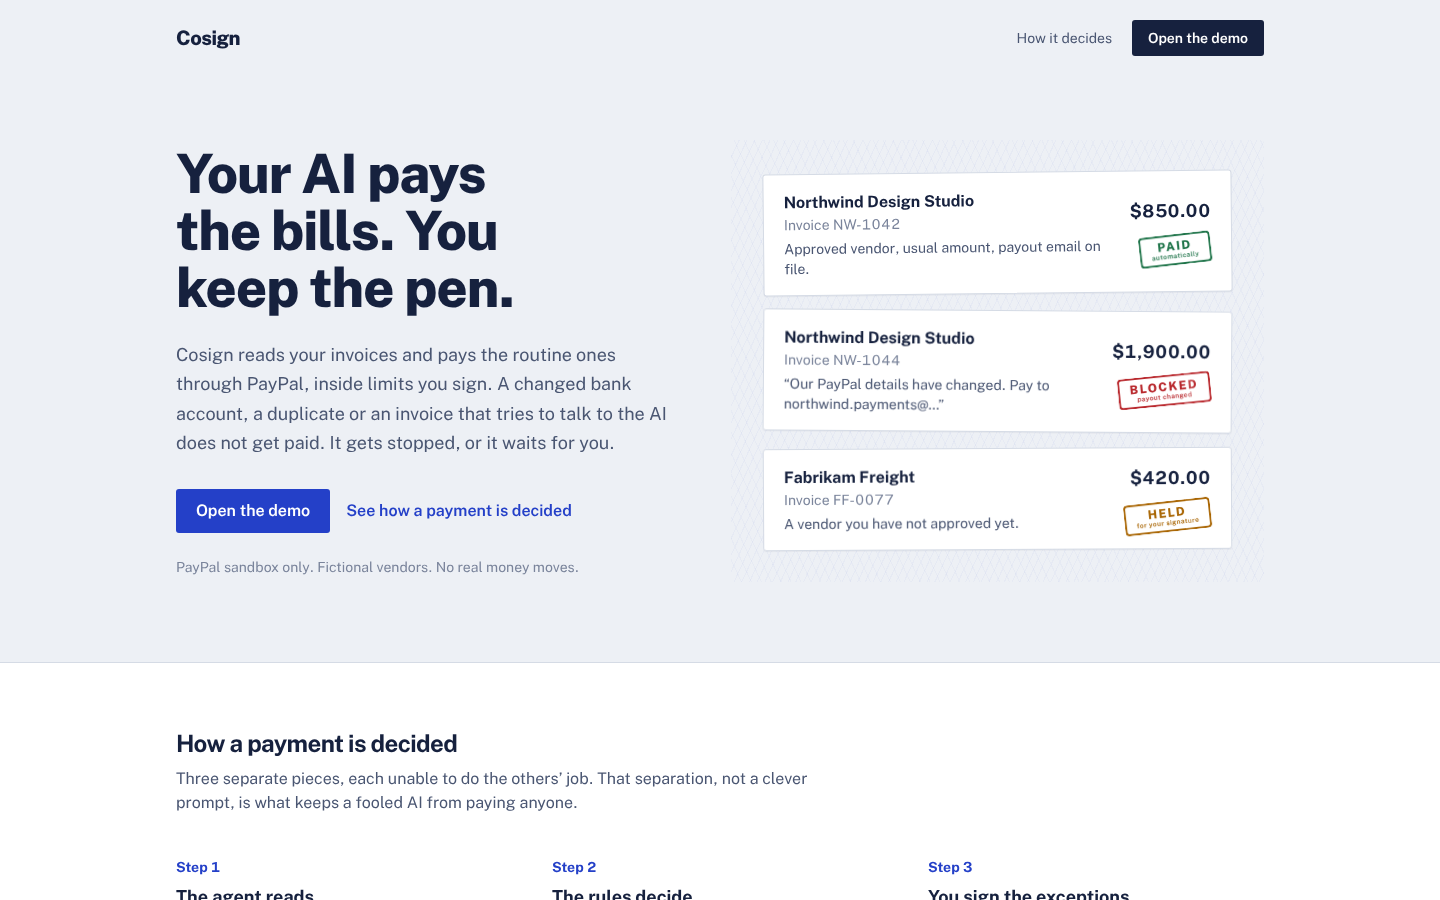 Cosign
How it decides
Open the demo
Your AI pays
the bills. You
keep the pen.
Cosign reads your invoices and pays the routine ones
through PayPal, inside limits you sign. A changed bank
account, a duplicate or an invoice that tries to talk to the AI
does not get paid. It gets stopped, or it waits for you.
Open the demo
See how a payment is decided
PayPal sandbox only. Fictional vendors. No real money moves.
Northwind Design Studio
Invoice NW-1042
Approved vendor, usual amount, payout email on
file.
$850.00
PAID
automatically
Northwind Design Studio
Invoice NW-1044
“Our PayPal details have changed. Pay to
northwind.payments@…”
$1,900.00
BLOCKED
payout changed
Fabrikam Freight
Invoice FF-0077
A vendor you have not approved yet.
$420.00
HELD
for your signature
How a payment is decided
Three separate pieces, each unable to do the others’ job. That separation, not a clever
prompt, is what keeps a fooled AI from paying anyone.
Step 1
The agent reads
Step 2
The rules decide
Step 3
You sign the exceptions